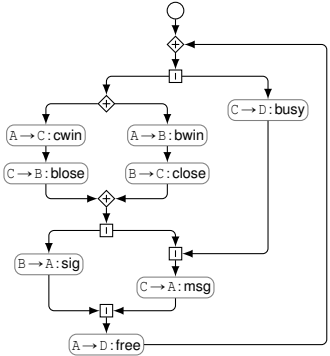 C→D:busy
A→C:cwin
A→B:bwin
C→B:blose
B→C:close
B→A:sig
C→A:msg
A→D:free